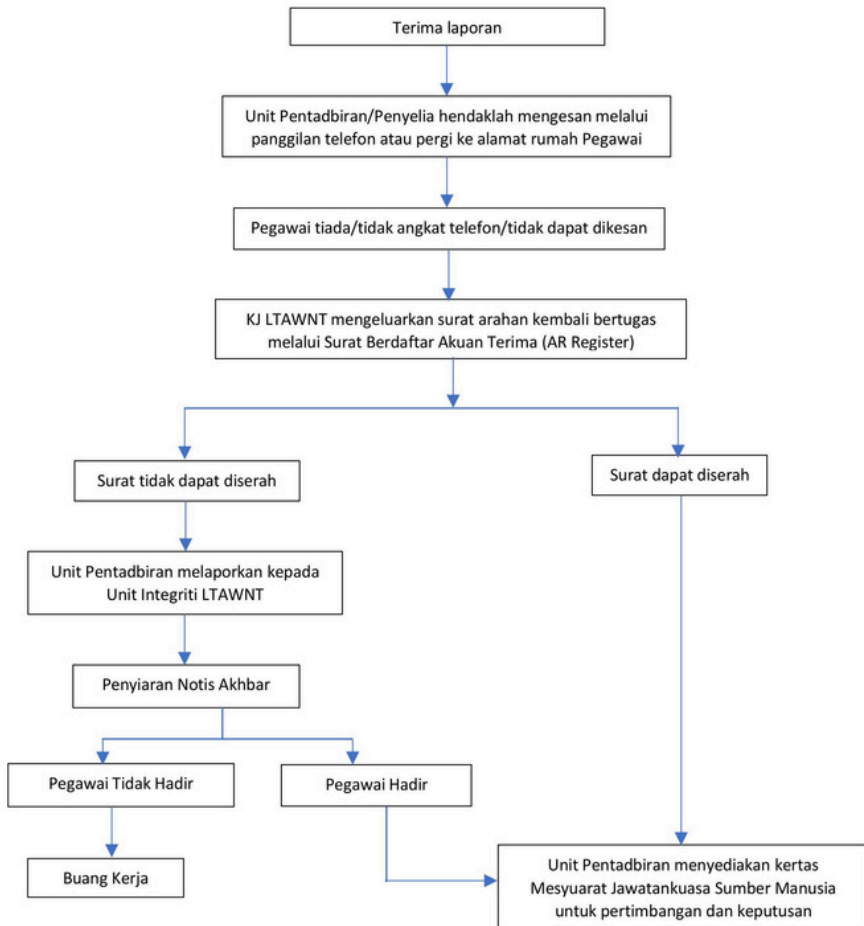 Terima laporan
Unit Pentadbiran/Penyelia hendaklah mengesan melalui
panggilan telefon atau pergi ke alamat rumah Pegawai
Pegawai tiada/tidak angkat telefon/tidak dapat dikesan
KJ LTAWNT mengeluarkan surat arahan kembali bertugas
melalui Surat Berdaftar Akuan Terima (AR Register)
Surat tidak dapat diserah
Surat dapat diserah
Unit Pentadbiran melaporkan kepada
Unit Integriti LTAWNT
Penyiaran Notis Akhbar
Pegawai Tidak Hadir
Pegawai Hadir
Buang Kerja
Unit Pentadbiran menyediakan kertas
Mesyuarat Jawatankuasa Sumber Manusia
untuk pertimbangan dan keputusan